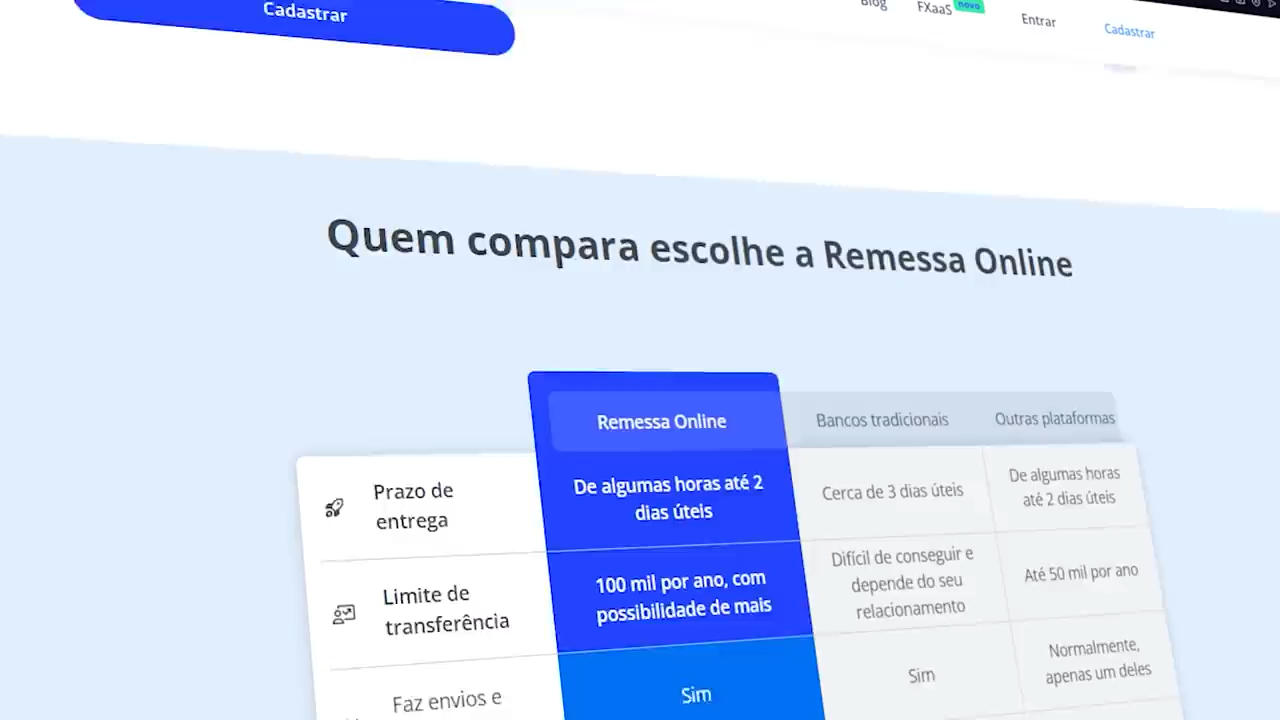 Cadastrar
Blog
FXaaS
novo
Entrar
Cadastrar
Quem compara escolhe a Remessa Online
Remessa Online
Bancos tradicionais
Outras plataformas
Prazo de
entrega
De algumas horas até 2
dias úteis
Cerca de 3 dias úteis
De algumas horas
até 2 dias úteis
Limite de
transferência
100 mil por ano, com
possibilidade de mais
Difícil de conseguir e
depende do seu
relacionamento
Até 50 mil por ano
Faz envios e
Sim
Sim
Normalmente,
apenas um deles